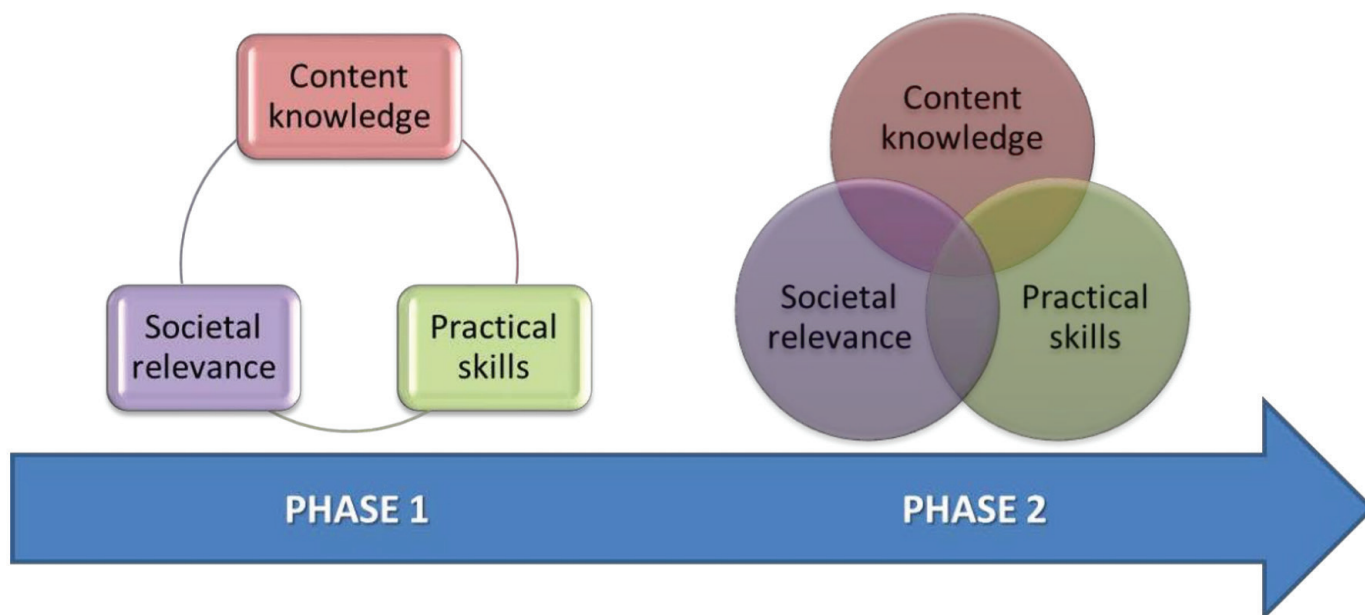 Content
knowledge
Societal
relevance
Practical
skills
Content
knowledge
Societal
relevance
Practical
skills
PHASE 1
PHASE 2